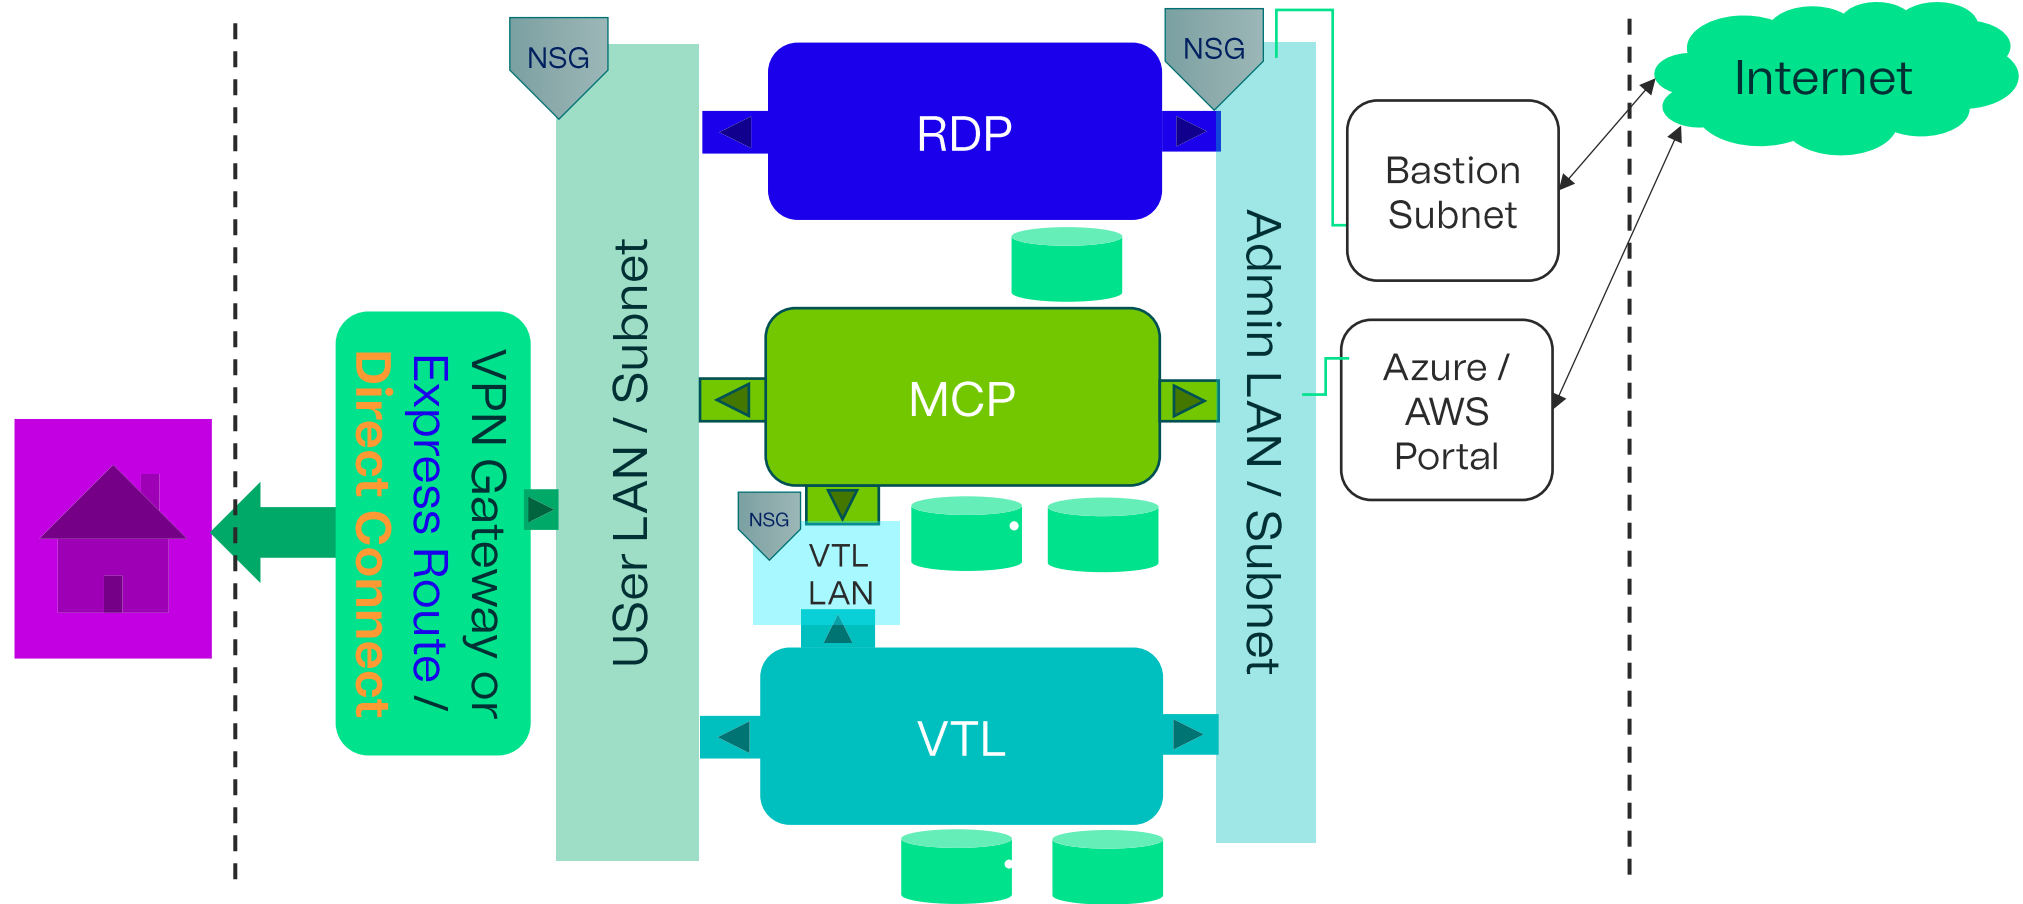 NSG
NSG
Internet
RDP
Bastion
Subnet
USer LAN / Subnet
Admin LAN / Subnet
VPN Gateway or
Express Route /
Direct Connect
MCP
Azure /
AWS
Portal
NSG
VTL
LAN
VTL